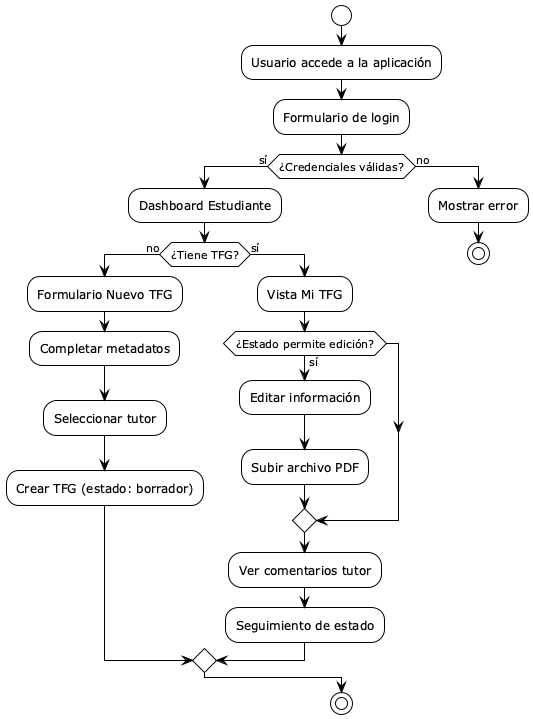 Usuario accede a la aplicación
Formulario de login
sí
¿Credenciales válidas?
no
Dashboard Estudiante
Mostrar error
no
¿Tiene TFG?
sí
Formulario Nuevo TFG
Vista Mi TFG
Completar metadatos
¿Estado permite edición?
sí
Editar información
Seleccionar tutor
Subir archivo PDF
Crear TFG (estado: borrador)
Ver comentarios tutor
Seguimiento de estado